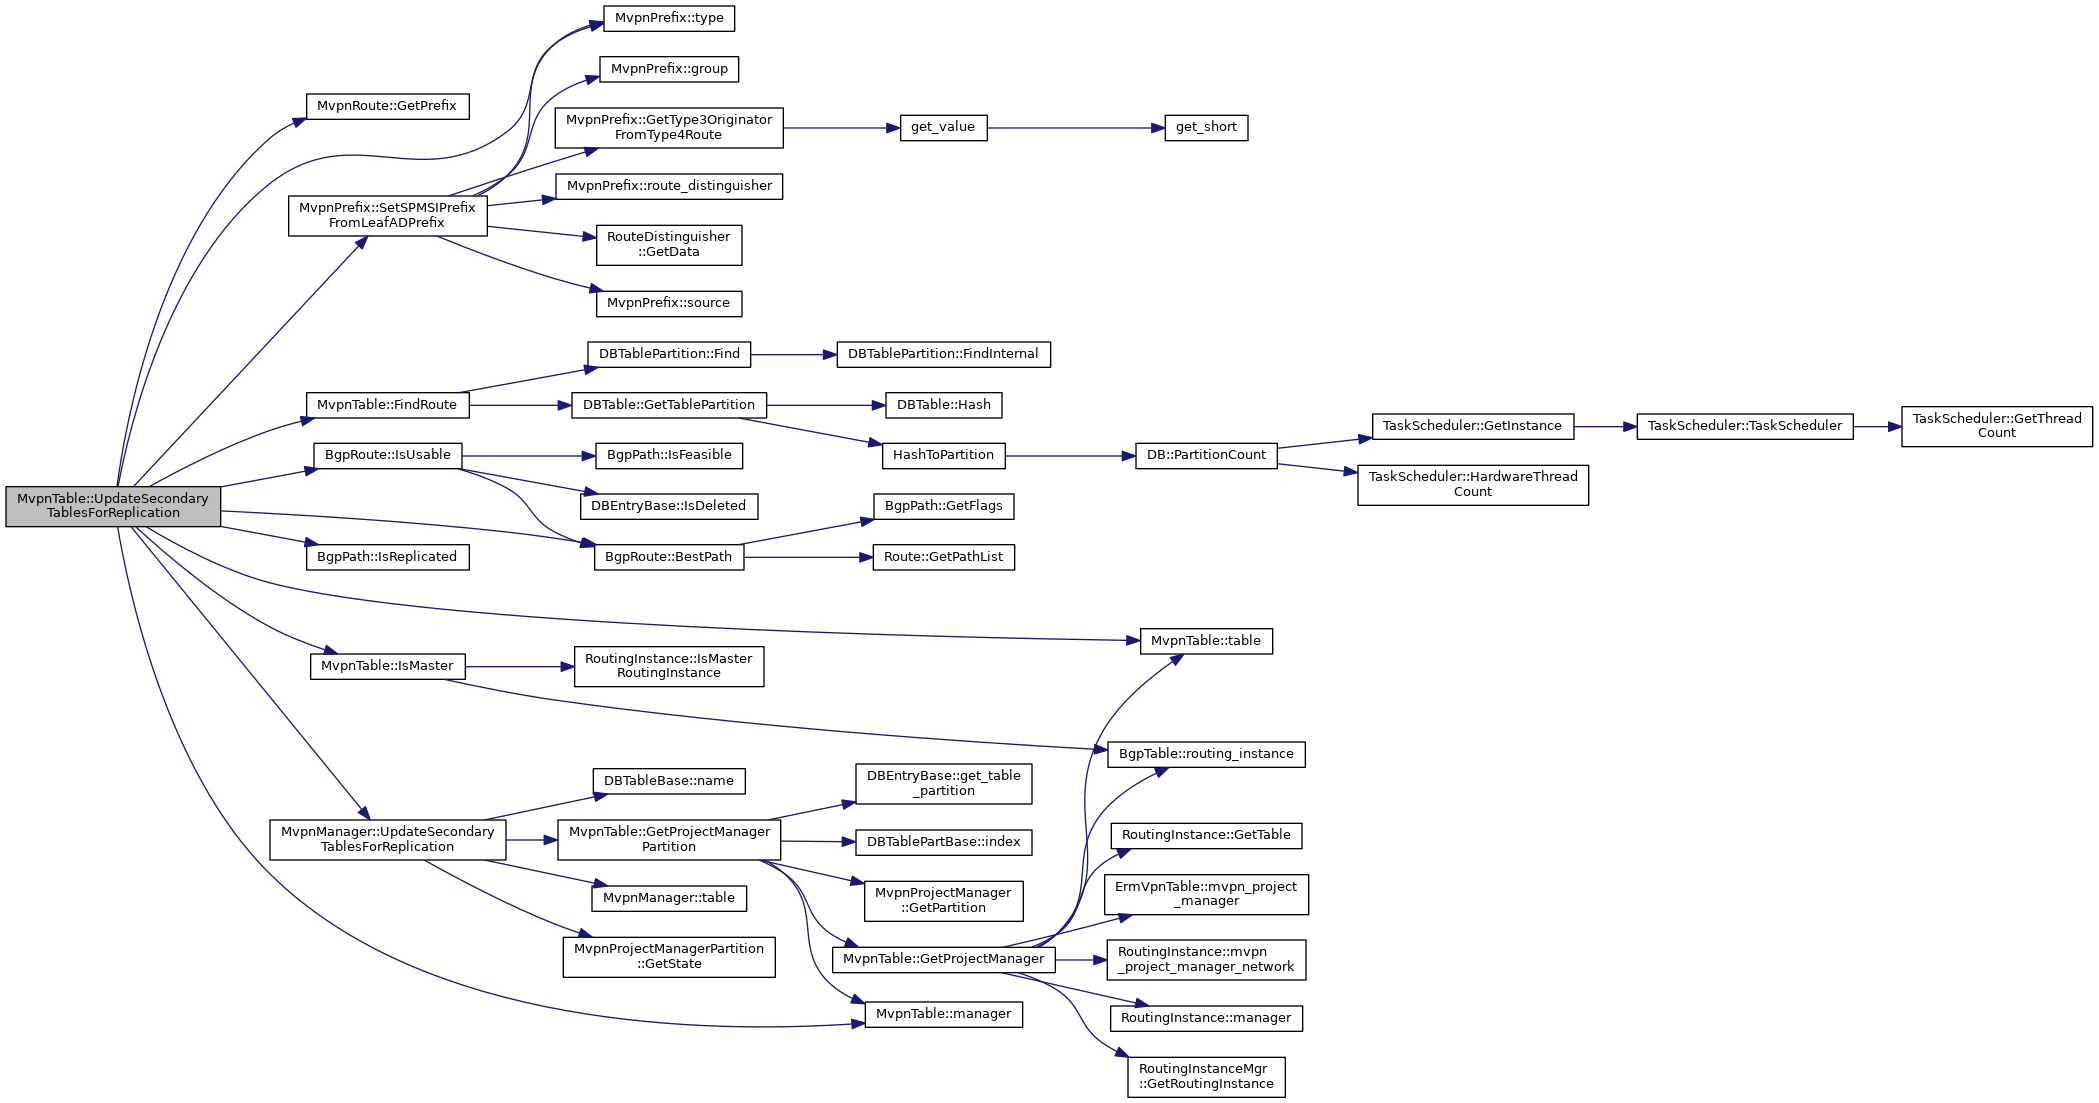 MvpnTable::UpdateSecondary
TablesForReplication
MvpnRoute::GetPrefix
MvpnPrefix::SetSPMSIPrefix
FromLeafADPrefix
MvpnTable::FindRoute
BgpRoute::IsUsable
BgpPath::IsReplicated
MvpnTable::IsMaster
MvpnManager::UpdateSecondary
TablesForReplication
MvpnPrefix::type
MvpnPrefix::group
MvpnPrefix::GetType3Originator
FromType4Route
MvpnPrefix::route_distinguisher
RouteDistinguisher
::GetData
MvpnPrefix::source
DBTablePartition::Find
DBTable::GetTablePartition
BgpPath::IsFeasible
DBEntryBase::IsDeleted
BgpRoute::BestPath
RoutingInstance::IsMaster
RoutingInstance
DBTableBase::name
MvpnTable::GetProjectManager
Partition
MvpnManager::table
MvpnProjectManagerPartition
::GetState
get_value
DBTablePartition::FindInternal
DBTable::Hash
HashToPartition
BgpPath::GetFlags
Route::GetPathList
DBEntryBase::get_table
_partition
DBTablePartBase::index
MvpnProjectManager
::GetPartition
MvpnTable::GetProjectManager
MvpnTable::manager
get_short
DB::PartitionCount
MvpnTable::table
BgpTable::routing_instance
RoutingInstance::GetTable
ErmVpnTable::mvpn_project
_manager
RoutingInstance::mvpn
_project_manager_network
RoutingInstance::manager
RoutingInstanceMgr
::GetRoutingInstance
TaskScheduler::GetInstance
TaskScheduler::HardwareThread
Count
TaskScheduler::TaskScheduler
TaskScheduler::GetThread
Count